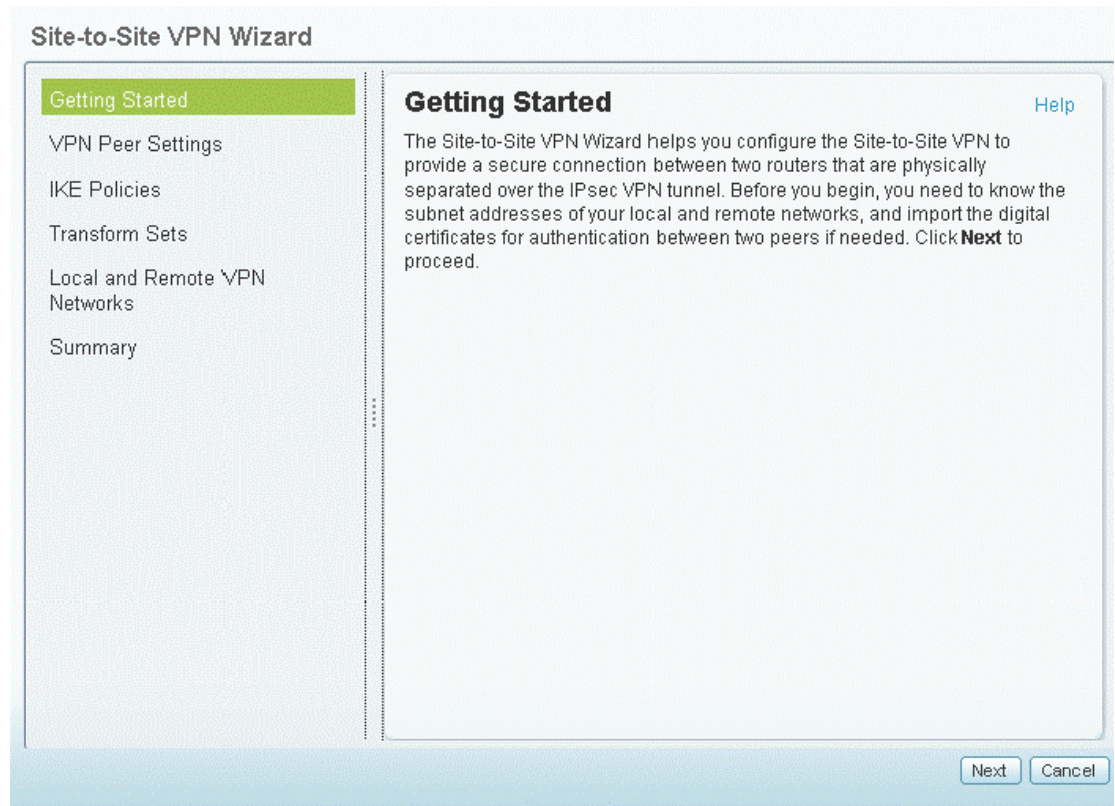 Site-to-Site VPN Wizard
Getting Started
VPN Peer Settings
IKE Policies
Transform Sets
Local and Remote VPN
Networks
Summary
Getting Started
Help
The Site-to-Site VPN Wizard helps you configure the Site-to-Site VPN to
provide a secure connection between two routers that are physically
separated over the IPsec VPN tunnel. Before you begin, you need to know the
subnet addresses of your local and remote networks, and import the digital
certificates for authentication between two peers if needed. Click Next to
proceed.
Next
Cancel